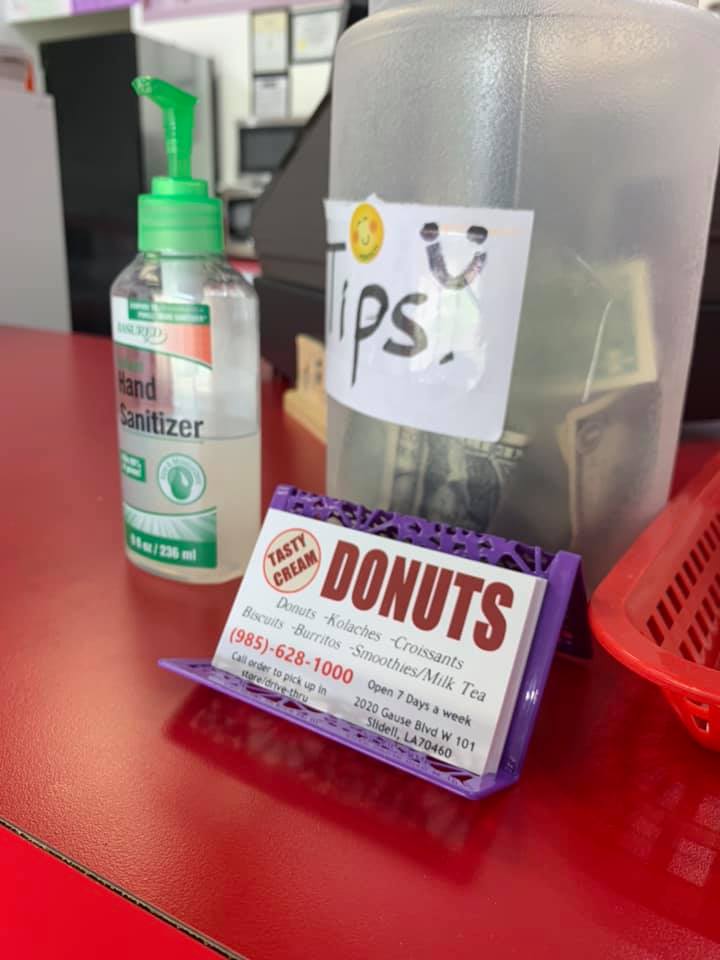 Tips.
ASSURED
Hand
Sanitizer
8 fl oz / 236 ml
TASTY
CREAM
DONUTS
Donuts -Kolaches -Croissants
Biscuits -Burritos -Smoothies/Milk Tea
(985)-628-1000
Call order to pick up in
store/drive-thru
Open 7 Days a week
2020 Gause Blvd W 101
Slidell, LA70460